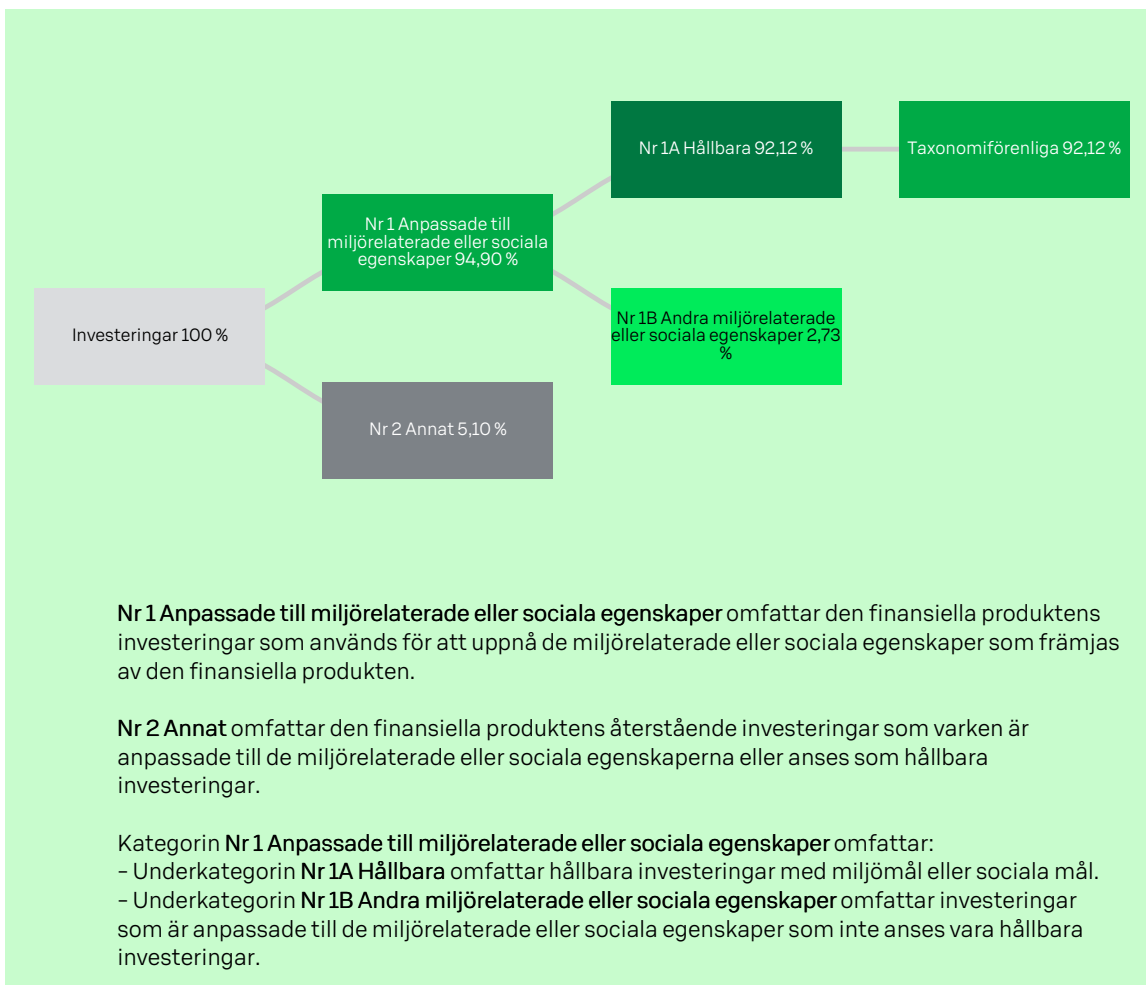 Nr 1A Hållbara 92,12 %
Taxonomiförenliga 92,12 %
Nr 1 Anpassade till
miljörelaterade eller sociala
egenskaper 94,90 %
Investeringar 100 %
Nr 1B Andra miljörelaterade
eller sociala egenskaper 2,73
%
Nr 2 Annat 5,10 %
Nr 1 Anpassade till miljörelaterade eller sociala egenskaper omfattar den finansiella produktens
investeringar som används för att uppnå de miljörelaterade eller sociala egenskaper som främjas
av den finansiella produkten.
Nr 2 Annat omfattar den finansiella produktens återstående investeringar som varken är
anpassade till de miljörelaterade eller sociala egenskaperna eller anses som hållbara
investeringar.
Kategorin Nr 1 Anpassade till miljörelaterade eller sociala egenskaper omfattar:
– Underkategorin Nr 1A Hållbara omfattar hållbara investeringar med miljömål eller sociala mål.
– Underkategorin Nr 1B Andra miljörelaterade eller sociala egenskaper omfattar investeringar
som är anpassade till de miljörelaterade eller sociala egenskaper som inte anses vara hållbara
investeringar.